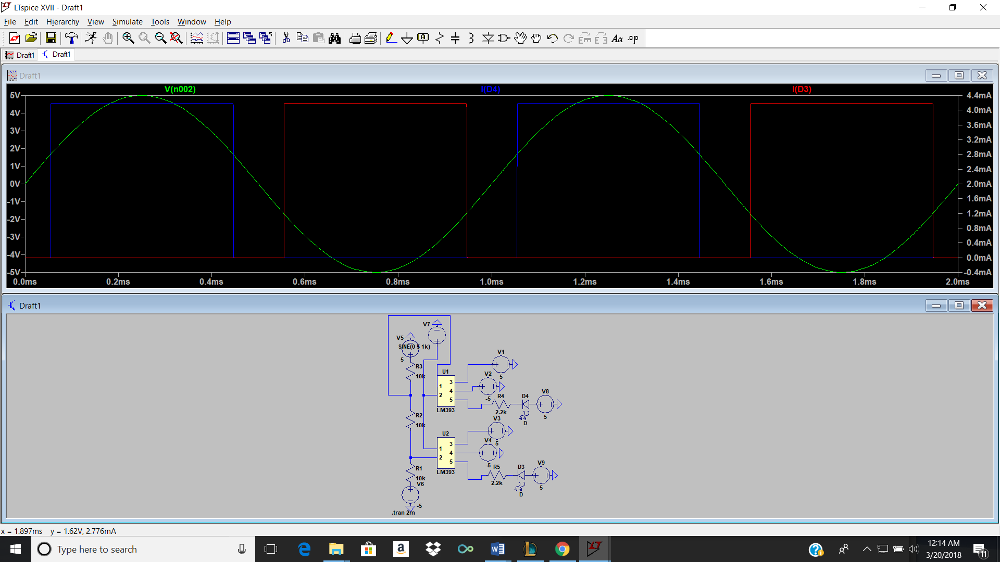 LTspice XVII - Draft1
File Edit Hierarchy View Simulate Tools Window Help
Draft1 Draft1
Draft1
V(n002) I(D4) I(D3)
5V 4.4mA
4V 4.0mA
3V 3.6mA
2V 3.2mA
1V 2.8mA
0V 2.4mA
-1V 2.0mA
-2V 1.6mA
-3V 1.2mA
-4V 0.8mA
-5V 0.4mA
0.0mA
-0.4mA
0.0ms 0.2ms 0.4ms 0.6ms 0.8ms 1.0ms 1.2ms 1.4ms 1.6ms 1.8ms 2.0ms
Draft1
V7
V5
SINE(0 5 1k)
5
R3
10k
U1
1
2
3
4
5
LM393
V1
5
V2
-5
R4
2.2k
D4
D
V8
5
R2
10k
U2
1
2
3
4
5
LM393
V3
5
V4
-5
R5
2.2k
D3
D
V9
5
R1
10k
V6
-5
.tran 2m
x = 1.897ms y = 1.62V, 2.776mA
Type here to search
12:14 AM
3/20/2018
11